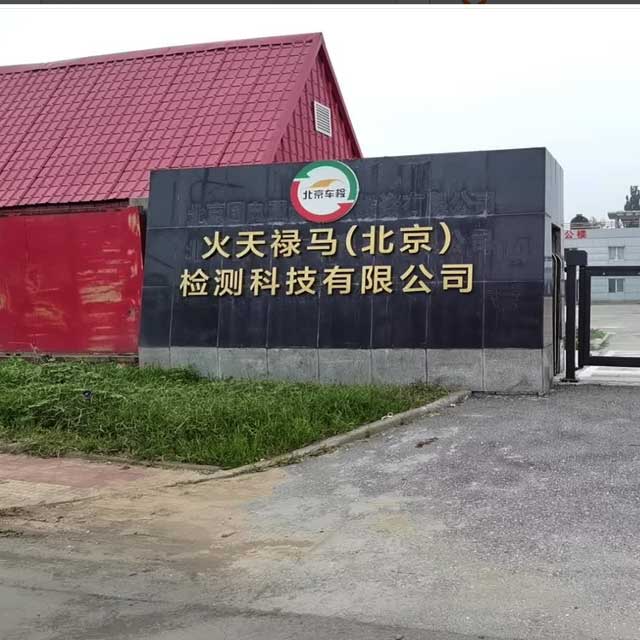 北京车检
火天禄马(北京)
检测科技有限公司
公楼